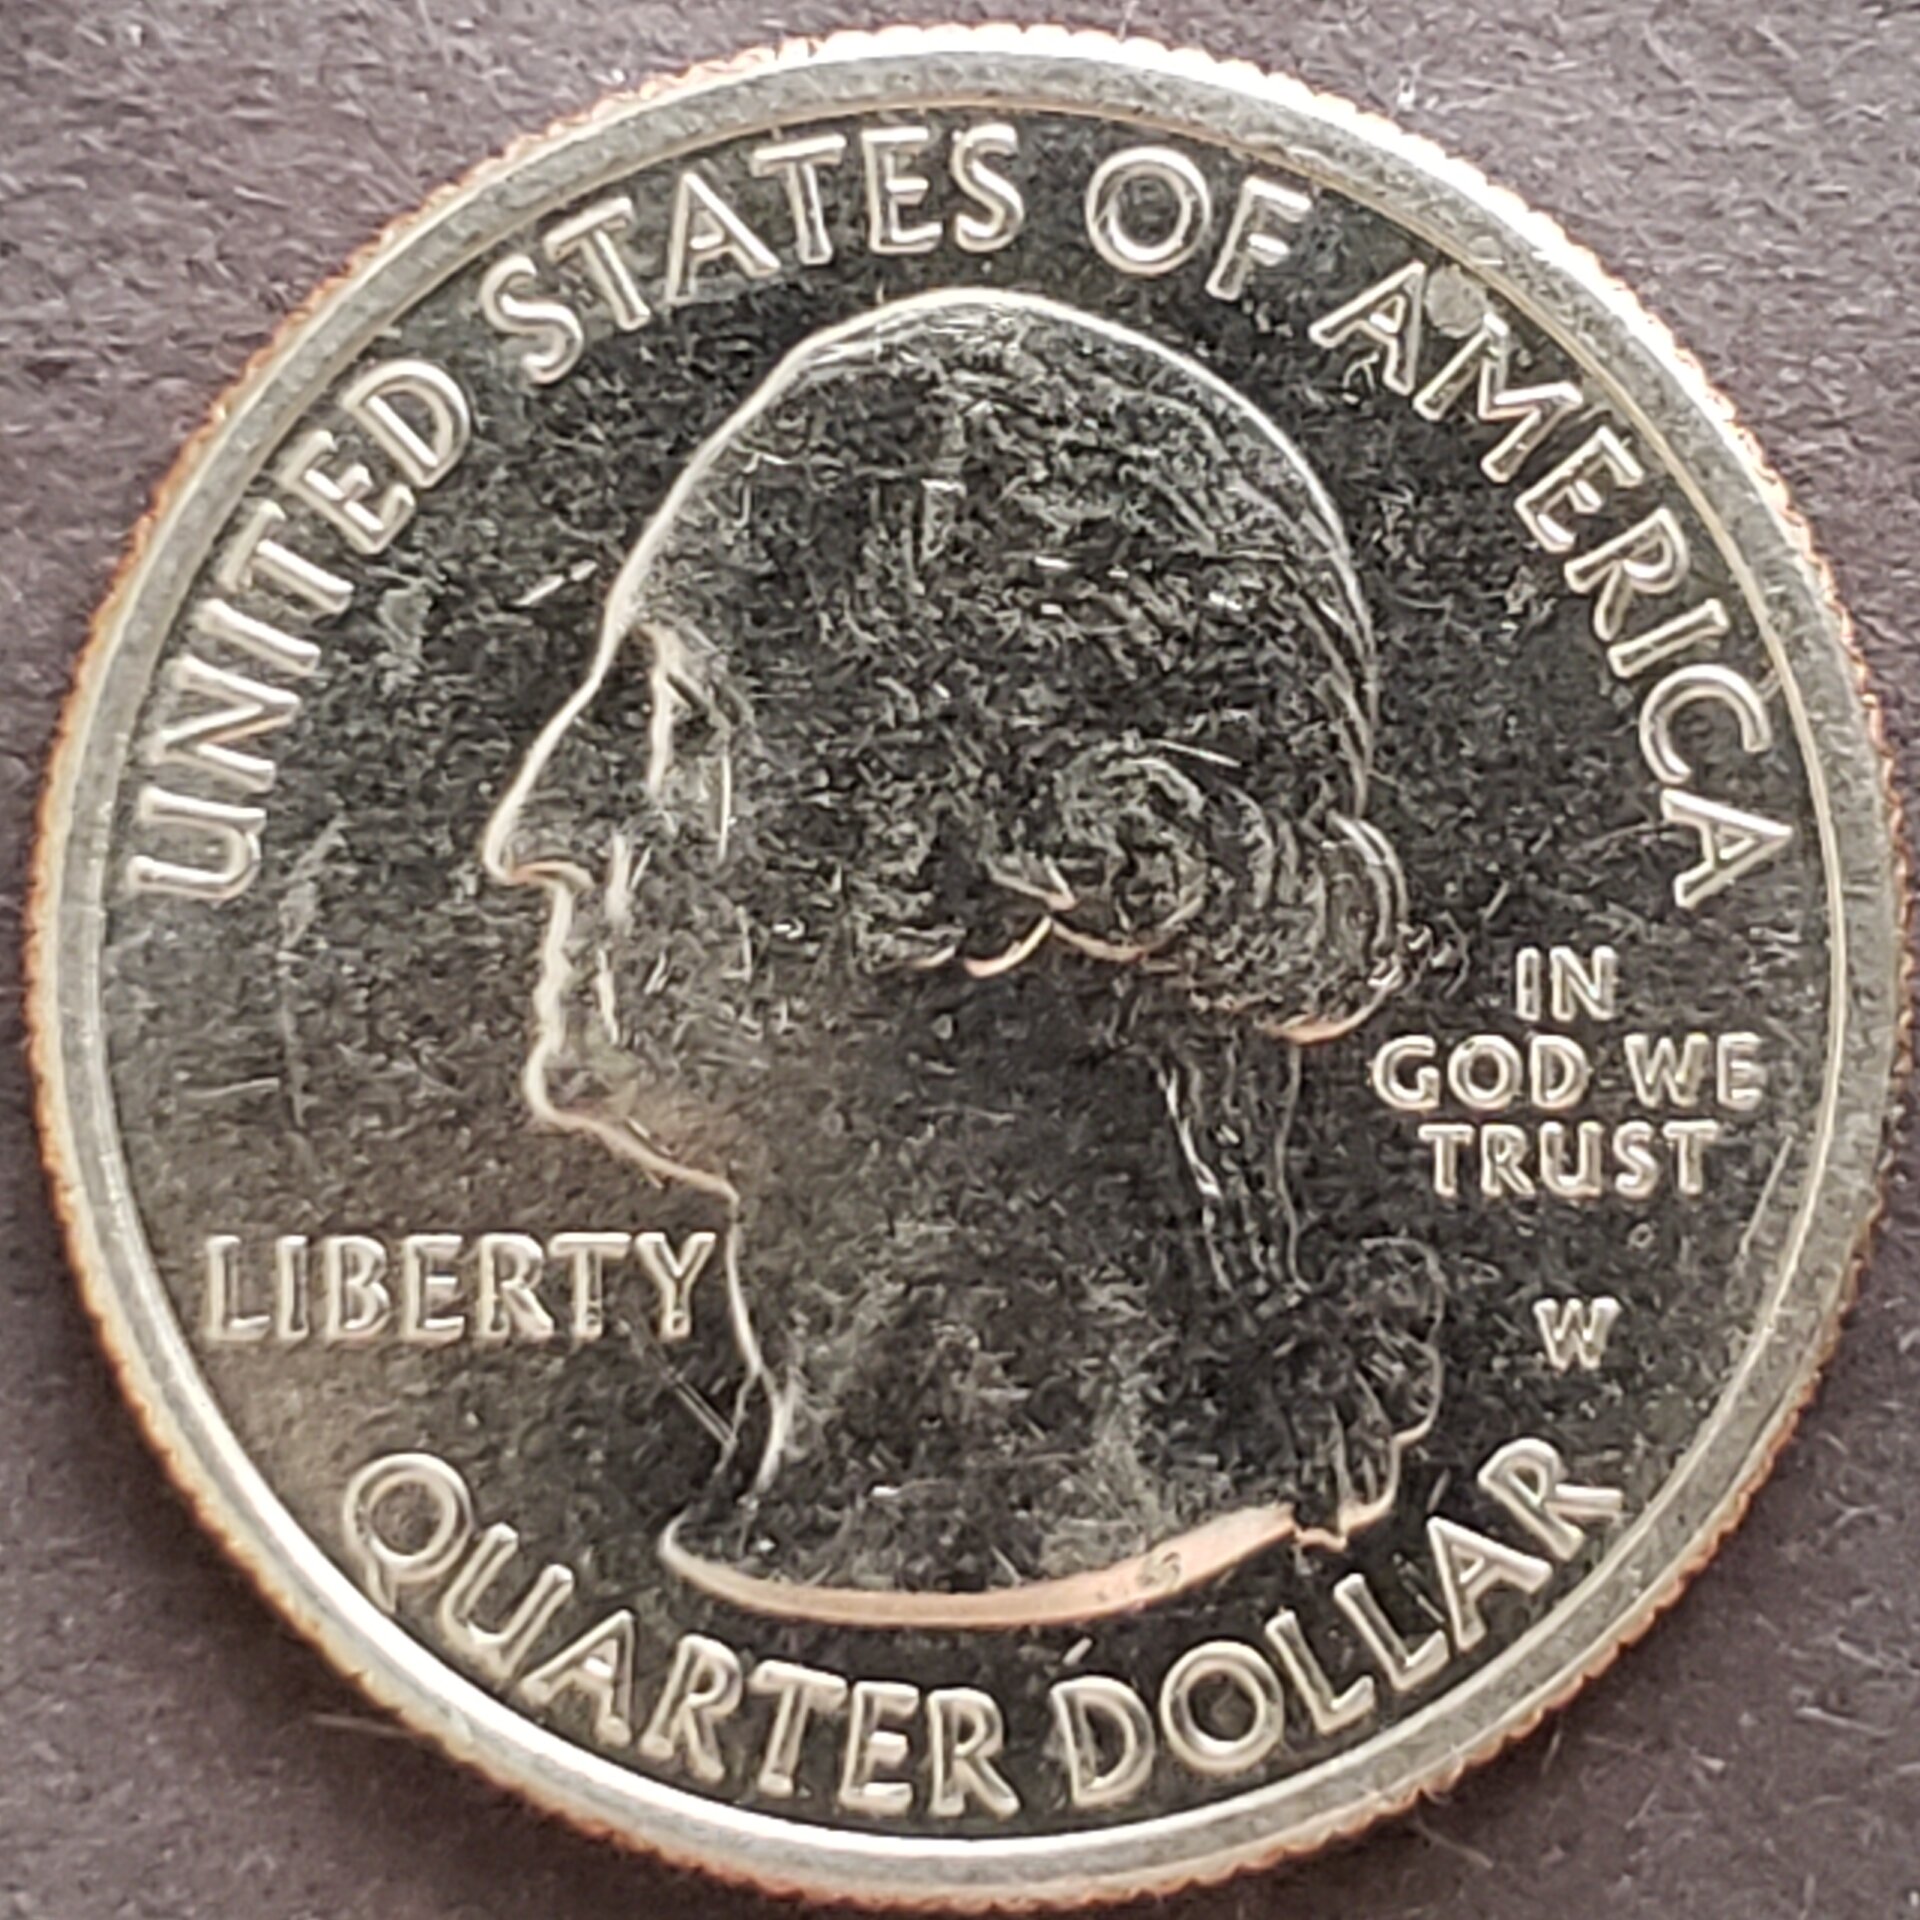 UNITED STATES OF AMERICA
IN
GOD WE
TRUST
LIBERTY
W
QUARTER DOLLAR